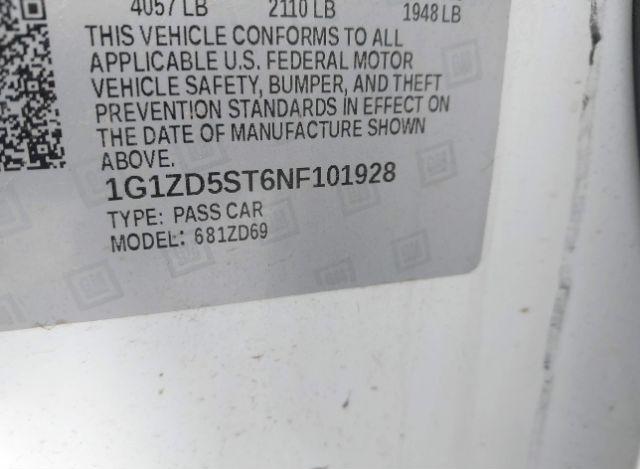 4057 LB 2110 LB 1948 LB
THIS VEHICLE CONFORMS TO ALL
APPLICABLE U.S. FEDERAL MOTOR
VEHICLE SAFETY, BUMPER, AND THEFT
PREVENTION STANDARDS IN EFFECT ON
THE DATE OF MANUFACTURE SHOWN
ABOVE.
1G1ZD5ST6NF101928
TYPE: PASS CAR
MODEL: 681ZD69